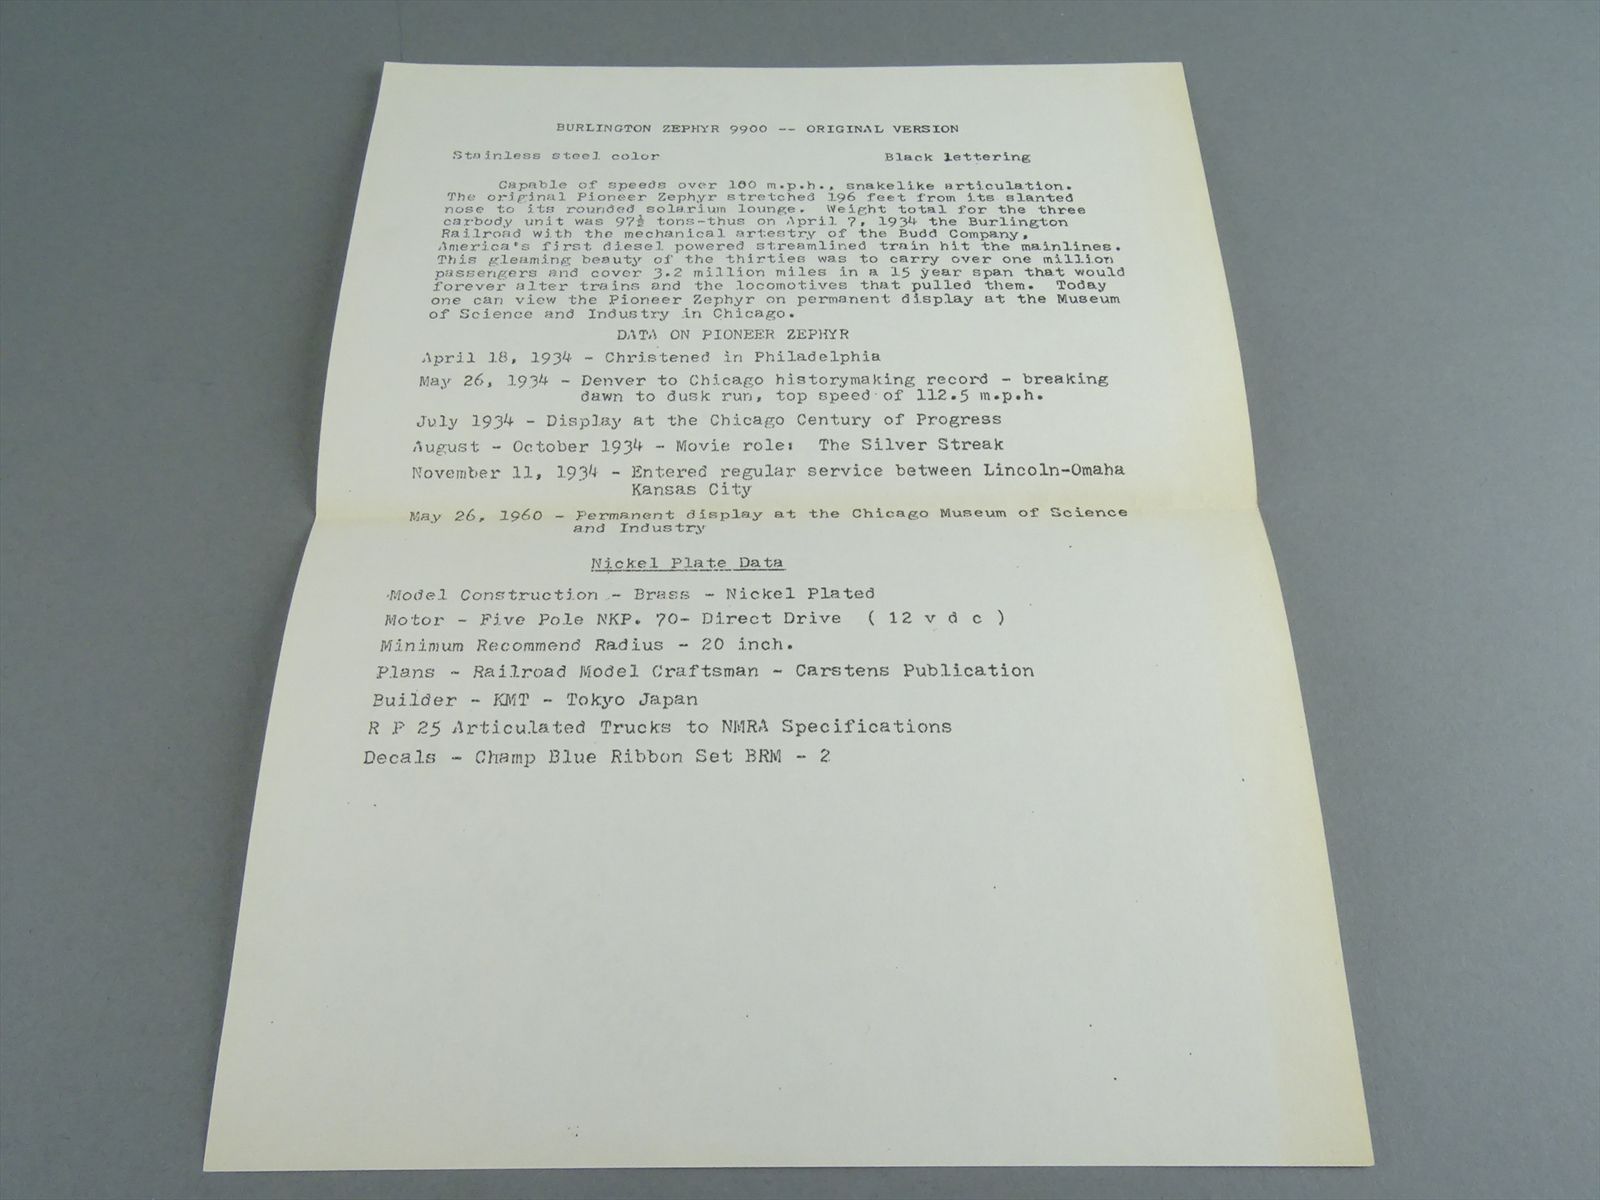 BURLINGTON ZEPHYR 9900 -- ORIGINAL VERSION
Stainless steel color Black lettering
Capable of speeds over 100 m.p.h., snakelike articulation.
The original Pioneer Zephyr stretched 196 feet from its slanted
nose to its rounded solarium lounge. Weight total for the three
carbody unit was 97½ tons-thus on April 7, 1934 the Burlington
Railroad with the mechanical artestry of the Budd Company,
America's first diesel powered streamlined train hit the mainlines.
This gleaming beauty of the thirties was to carry over one million
passengers and cover 3.2 million miles in a 15 year span that would
forever alter trains and the locomotives that pulled them. Today
one can view the Pioneer Zephyr on permanent display at the Museum
of Science and Industry in Chicago.
DATA ON PIONEER ZEPHYR
April 18, 1934 - Christened in Philadelphia
May 26, 1934 - Denver to Chicago historymaking record - breaking
dawn to dusk run, top speed of 112.5 m.p.h.
July 1934 - Display at the Chicago Century of Progress
August - October 1934 - Movie role: The Silver Streak
November 11, 1934 - Entered regular service between Lincoln-Omaha
Kansas City
May 26, 1960 - Permanent display at the Chicago Museum of Science
and Industry
Nickel Plate Data
Model Construction - Brass - Nickel Plated
Motor - Five Pole NKP. 70- Direct Drive ( 12 v d c )
Minimum Recommend Radius - 20 inch.
Plans - Railroad Model Craftsman - Carstens Publication
Builder - KMT - Tokyo Japan
R P 25 Articulated Trucks to NMRA Specifications
Decals - Champ Blue Ribbon Set BRM - 2